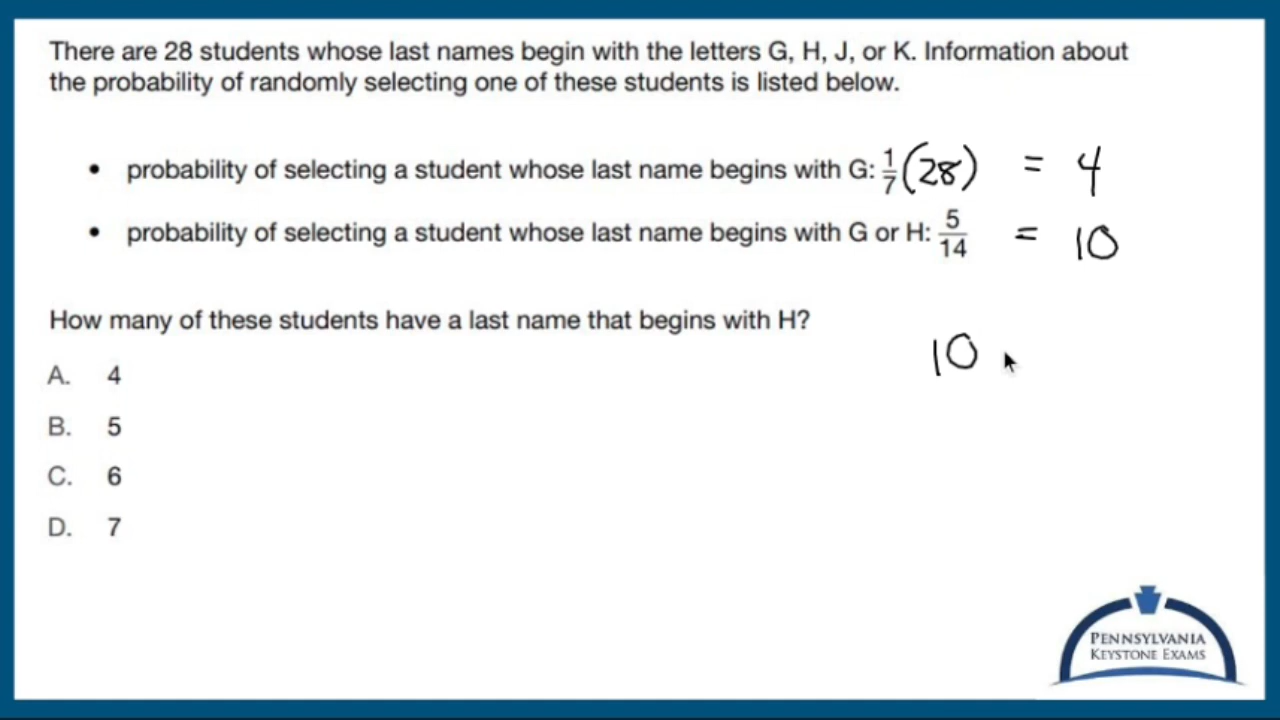 There are 28 students whose last names begin with the letters G, H, J, or K. Information about
the probability of randomly selecting one of these students is listed below.
• probability of selecting a student whose last name begins with G: 1/7 (28) = 4
• probability of selecting a student whose last name begins with G or H: 5/14 = 10
How many of these students have a last name that begins with H?
10
A. 4
B. 5
C. 6
D. 7
PENNSYLVANIA
KEYSTONE EXAMS